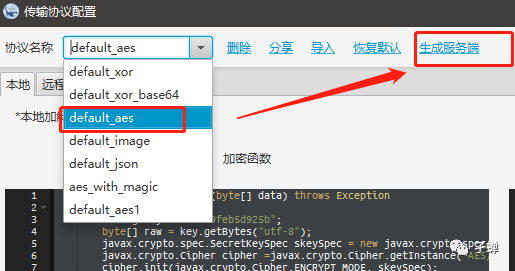 传输协议配置
协议名称 default_aes 删除 分享 导入 恢复默认 生成服务端
default_xor
default_xor_base64
default_aes
default_image
default_json
aes_with_magic
default_aes1
本地 远程
*本地加
加密函数
1 (byte[] data) throws Exception
2
3 9feb5d925b";
4 byte[] raw = key.getBytes("utf-8");
5 javax.crypto.spec.SecretKeySpec skeySpec = new javax.crypto.spec
6 javax.crypto.Cipher cipher =javax.crypto.Cipher.getInstance("AES/
7 cipher.init(javax.crypto.Cipher.ENCRYPT_MODE, skeySpec);